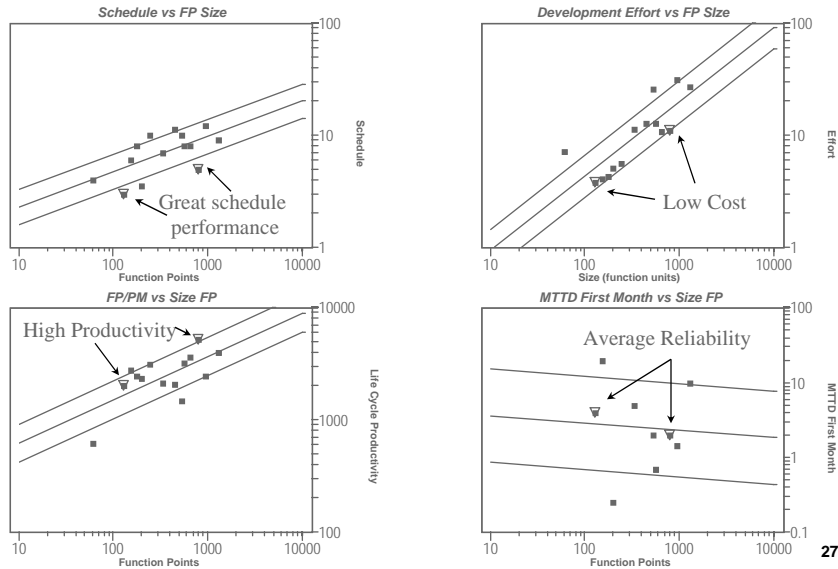 Schedule vs FP Size
100
10
1
Schedule
Great schedule
performance
10
100
1000
10000
Function Points
Development Effort vs FP SIze
100
10
1
Effort
Low Cost
10
100
1000
10000
Size (function units)
FP/PM vs Size FP
10000
1000
100
Life Cycle Productivity
High Productivity
10
100
1000
10000
Function Points
MTTD First Month vs Size FP
100
10
1
0.1
MTTD First Month
Average Reliability
10
100
1000
10000
Function Points
27